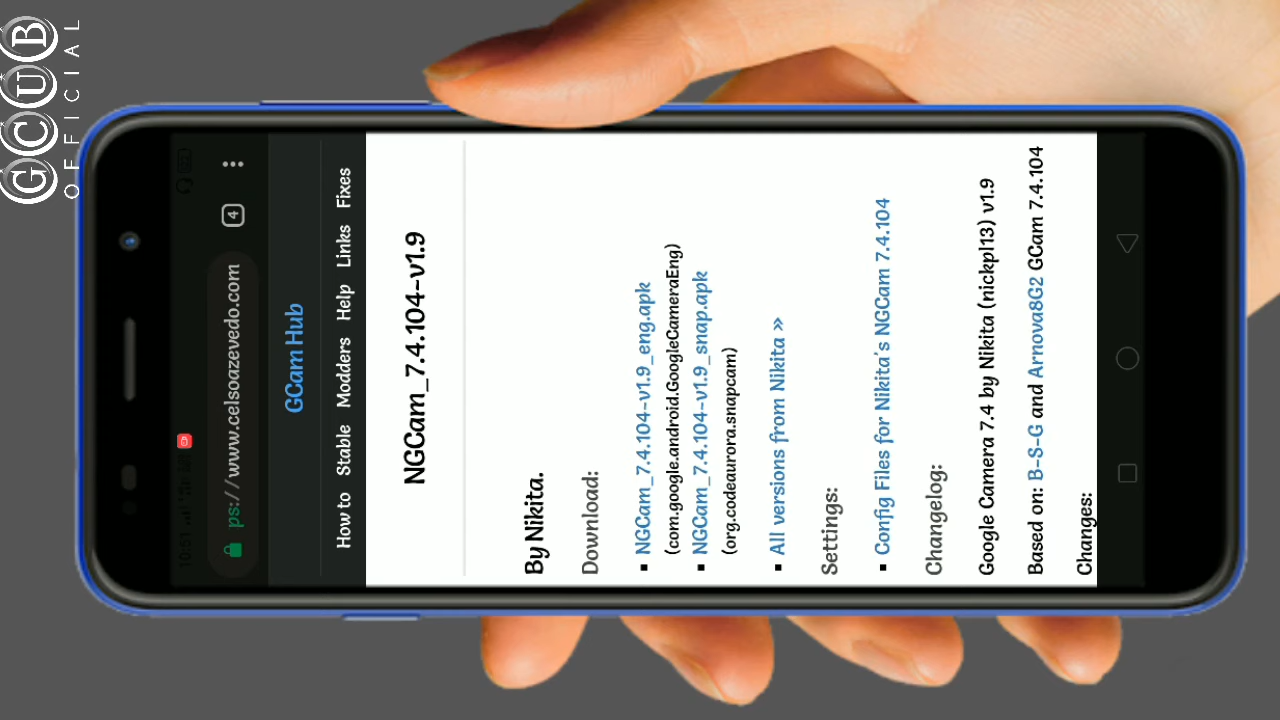 GCUB
OFFICIAL
10:51
4
ps://www.celsoazevedo.com
GCam Hub
How to Stable Modders Help Links Fixes
NGCam_7.4.104-v1.9
By Nikita.
Download:
▪ NGCam_7.4.104-v1.9_eng.apk
(com.google.android.GoogleCameraEng)
▪ NGCam_7.4.104-v1.9_snap.apk
(org.codeaurora.snapcam)
▪ All versions from Nikita »
Settings:
▪ Config Files for Nikita's NGCam 7.4.104
Changelog:
Google Camera 7.4 by Nikita (nickpl13) v1.9
Based on: B-S-G and Arnova8G2 GCam 7.4.104
Changes: